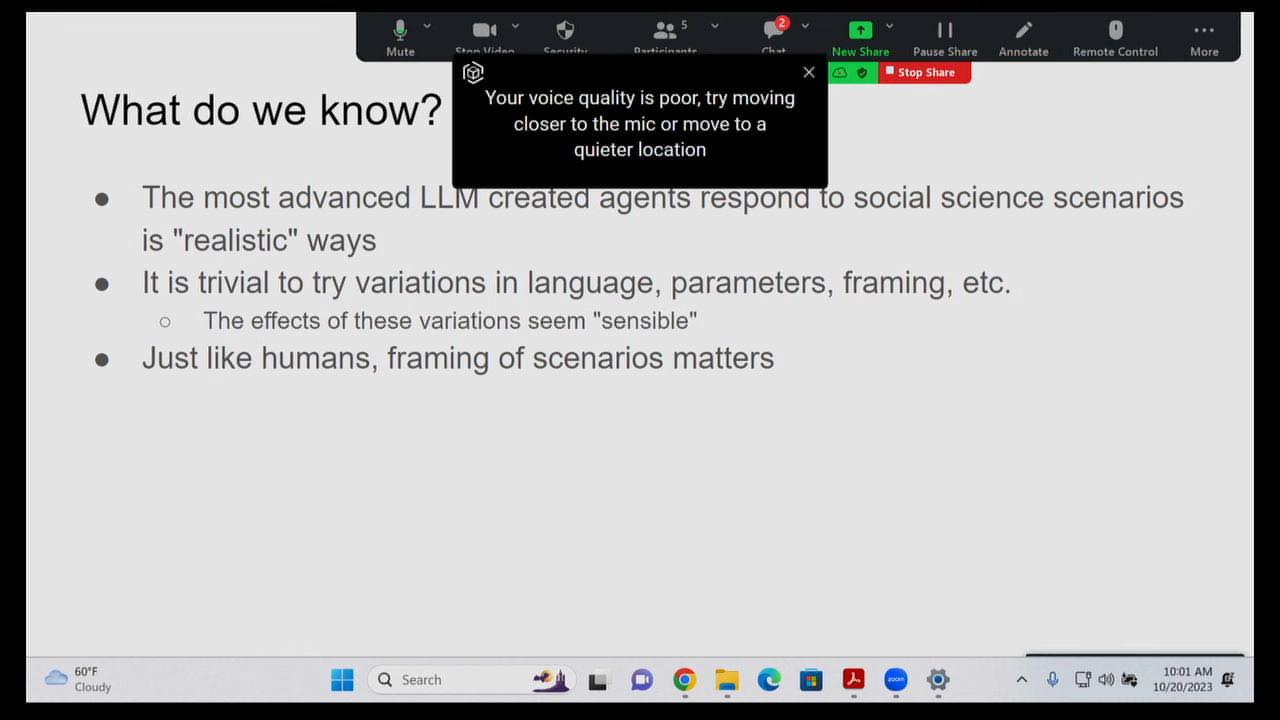 5
2
Mute
Stop Video
Security
Participants
Chat
New Share
Pause Share
Annotate
Remote Control
More
Stop Share
Your voice quality is poor, try moving
closer to the mic or move to a
quieter location
What do we know?
● The most advanced LLM created agents respond to social science scenarios
is "realistic" ways
● It is trivial to try variations in language, parameters, framing, etc.
○ The effects of these variations seem "sensible"
● Just like humans, framing of scenarios matters
60°F
Cloudy
Search
zoom
10:01 AM
10/20/2023